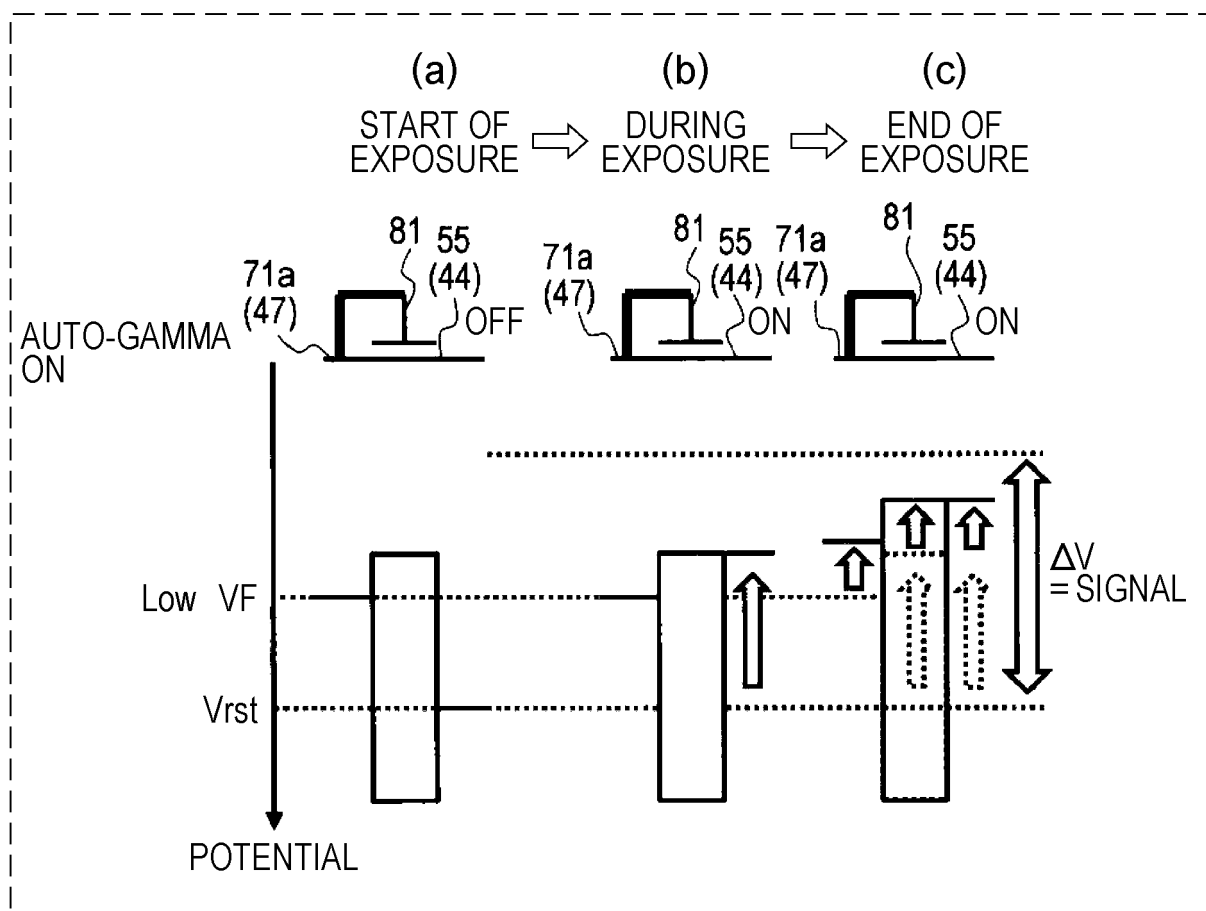 (a) (b) (c)
START OF EXPOSURE DURING EXPOSURE END OF EXPOSURE
71a (47) 81 55 (44) OFF
71a (47) 81 55 (44) ON
71a (47) 81 55 (44) ON
AUTO-GAMMA
ON
Low VF
Vrst
ΔV
= SIGNAL
POTENTIAL